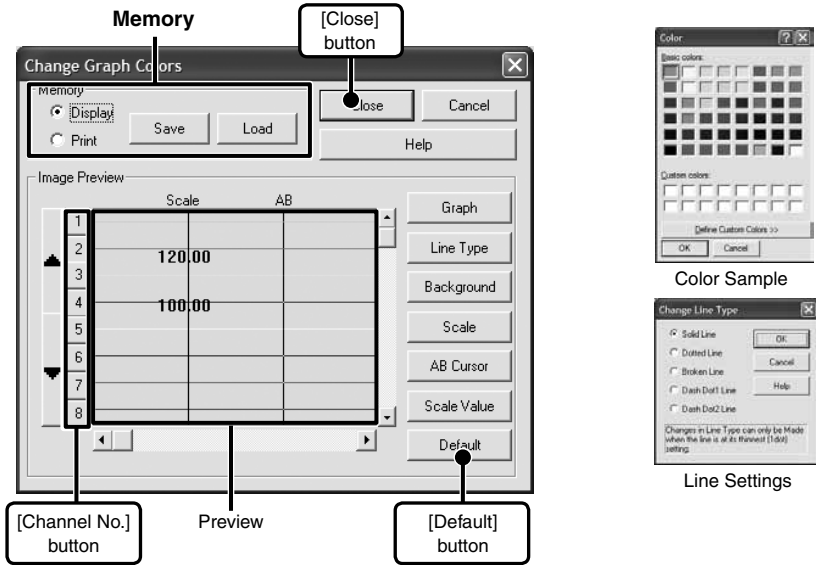 Memory
[Close]
button
Change Graph Colors
Memory
Display
Print
Save
Load
Close
Cancel
Help
Image Preview
Scale
AB
1
2
3
4
5
6
7
8
120.00
100.00
Graph
Line Type
Background
Scale
AB Cursor
Scale Value
Default
[Channel No.]
button
Preview
[Default]
button
Color
Basic colors:
Custom colors:
Define Custom Colors >>
OK
Cancel
Color Sample
Change Line Type
Solid Line
Dotted Line
Broken Line
Dash Dot1 Line
Dash Dot2 Line
OK
Cancel
Help
Changes in Line Type can only be Made
when the line is at its thinnest (1dot)
setting.
Line Settings